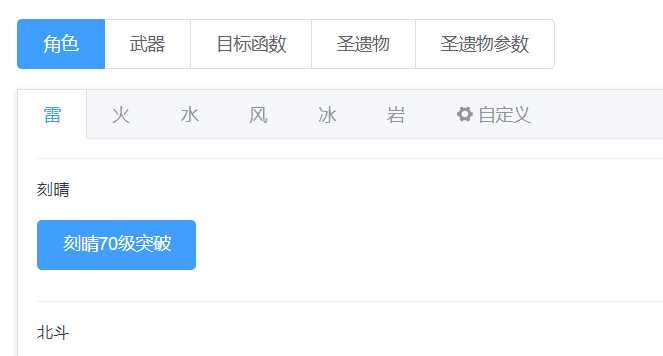 角色 武器 目标函数 圣遗物 圣遗物参数
雷 火 水 风 冰 岩 自定义
刻晴
刻晴70级突破
北斗